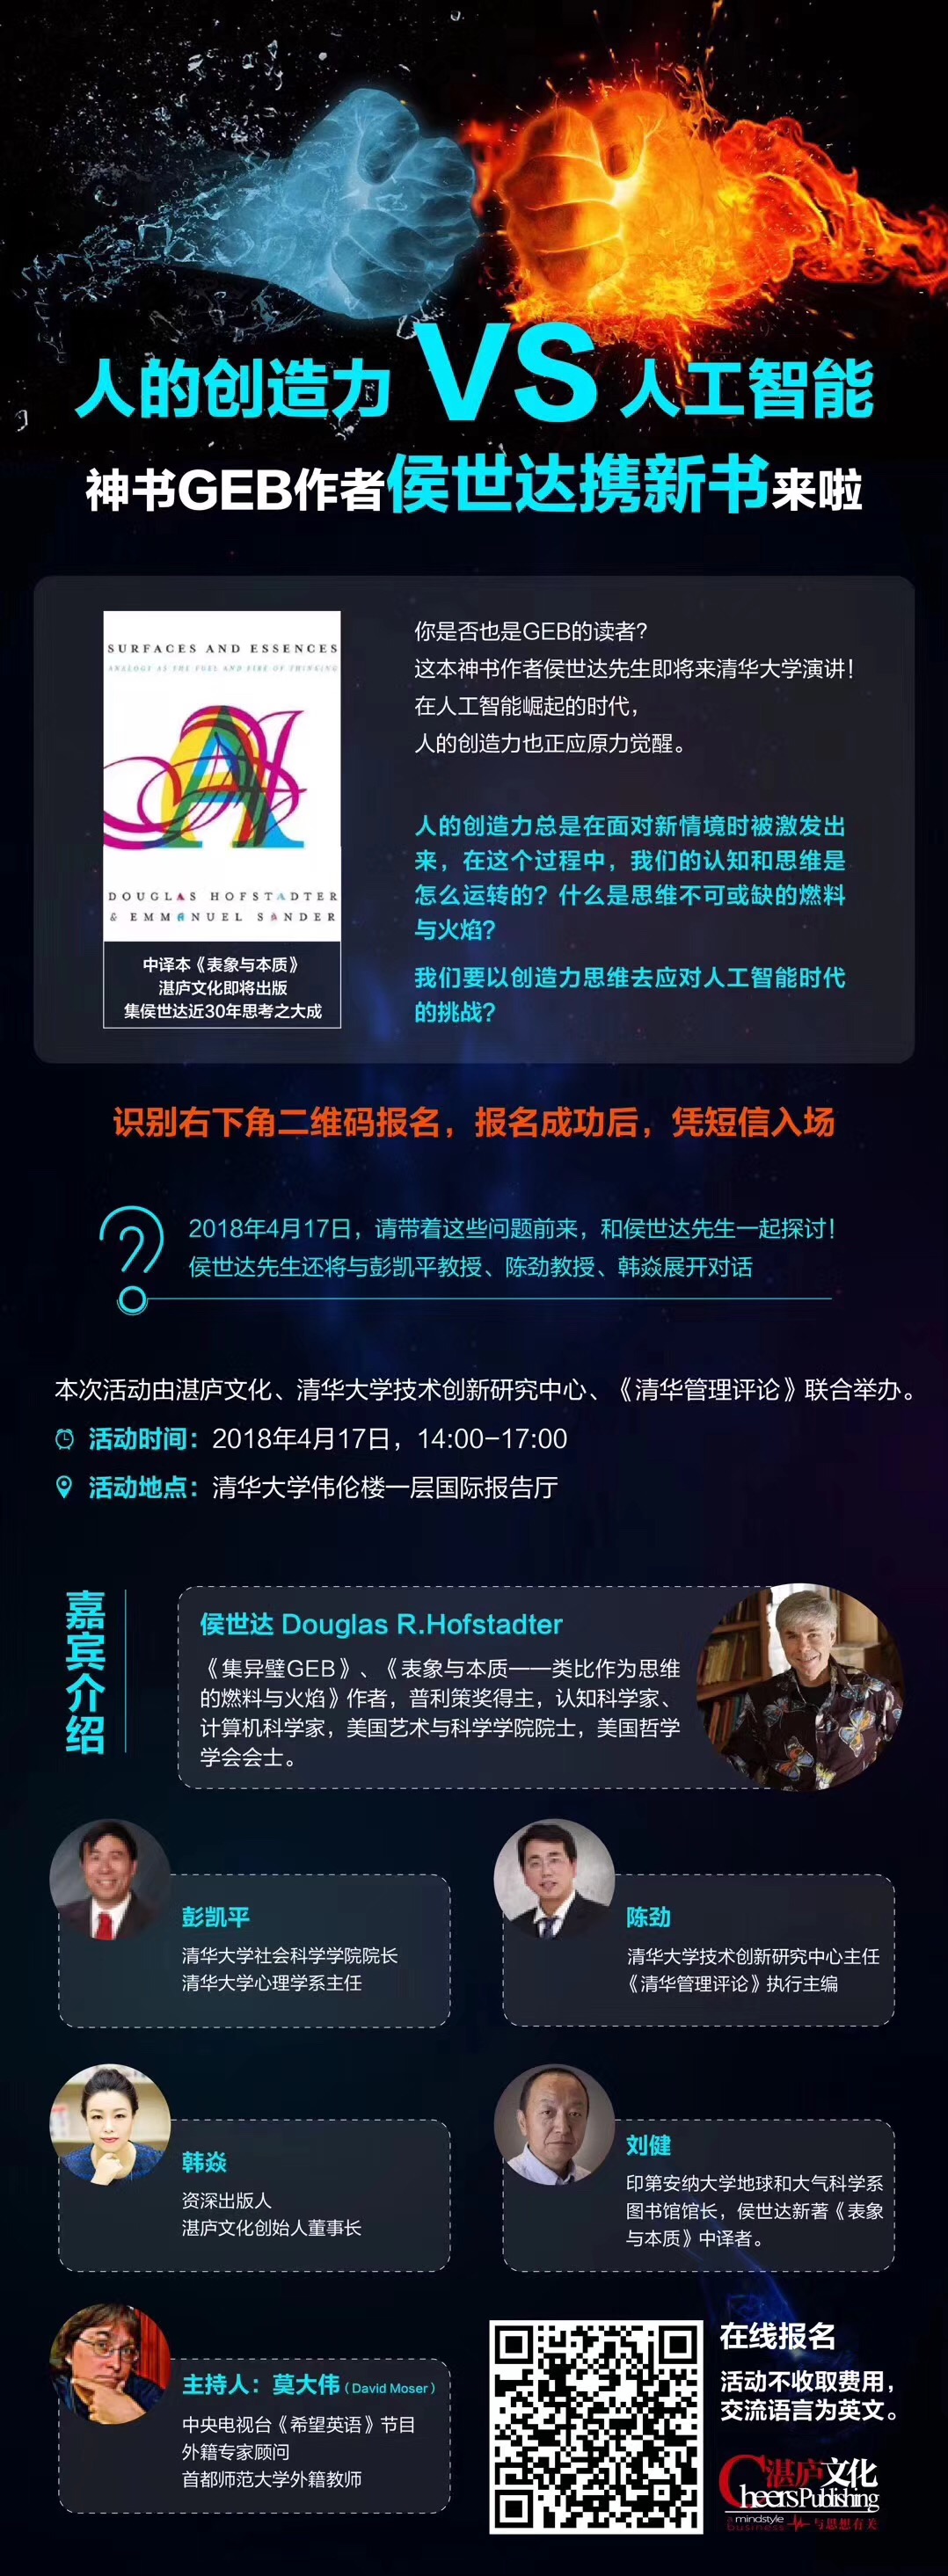 人的创造力 VS 人工智能
神书GEB作者侯世达携新书来啦
SURFACES AND ESSENCES
ANALOGY AS THE FUEL AND FIRE OF THINKING
A
DOUGLAS HOFSTADTER
& EMMANUEL SANDER
中译本《表象与本质》
湛庐文化即将出版
集侯世达近30年思考之大成
你是否也是GEB的读者?
这本神书作者侯世达先生即将来清华大学演讲!
在人工智能崛起的时代,
人的创造力也正应原力觉醒。
人的创造力总是在面对新情境时被激发出
来，在这个过程中，我们的认知和思维是
怎么运转的？什么是思维不可或缺的燃料
与火焰?
我们要以创造力思维去应对人工智能时代
的挑战?
识别右下角二维码报名，报名成功后，凭短信入场
2018年4月17日，请带着这些问题前来，和侯世达先生一起探讨!
侯世达先生还将与彭凯平教授、陈劲教授、韩焱展开对话
本次活动由湛庐文化、清华大学技术创新研究中心、《清华管理评论》联合举办。
活动时间：2018年4月17日，14:00-17:00
活动地点：清华大学伟伦楼一层国际报告厅
嘉宾介绍
侯世达 Douglas R.Hofstadter
《集异璧GEB》、《表象与本质——类比作为思维
的燃料与火焰》作者，普利策奖得主，认知科学家、
计算机科学家，美国艺术与科学学院院士，美国哲学
学会会士。
彭凯平
清华大学社会科学学院院长
清华大学心理学系主任
陈劲
清华大学技术创新研究中心主任
《清华管理评论》执行主编
韩焱
资深出版人
湛庐文化创始人董事长
刘健
印第安纳大学地球和大气科学系
图书馆馆长，侯世达新著《表象
与本质》中译者。
主持人：莫大伟 (David Moser)
中央电视台《希望英语》节目
外籍专家顾问
首都师范大学外籍教师
在线报名
活动不收取费用，
交流语言为英文。
湛庐文化
Cheers Publishing
a mindstyle business 与思想有关